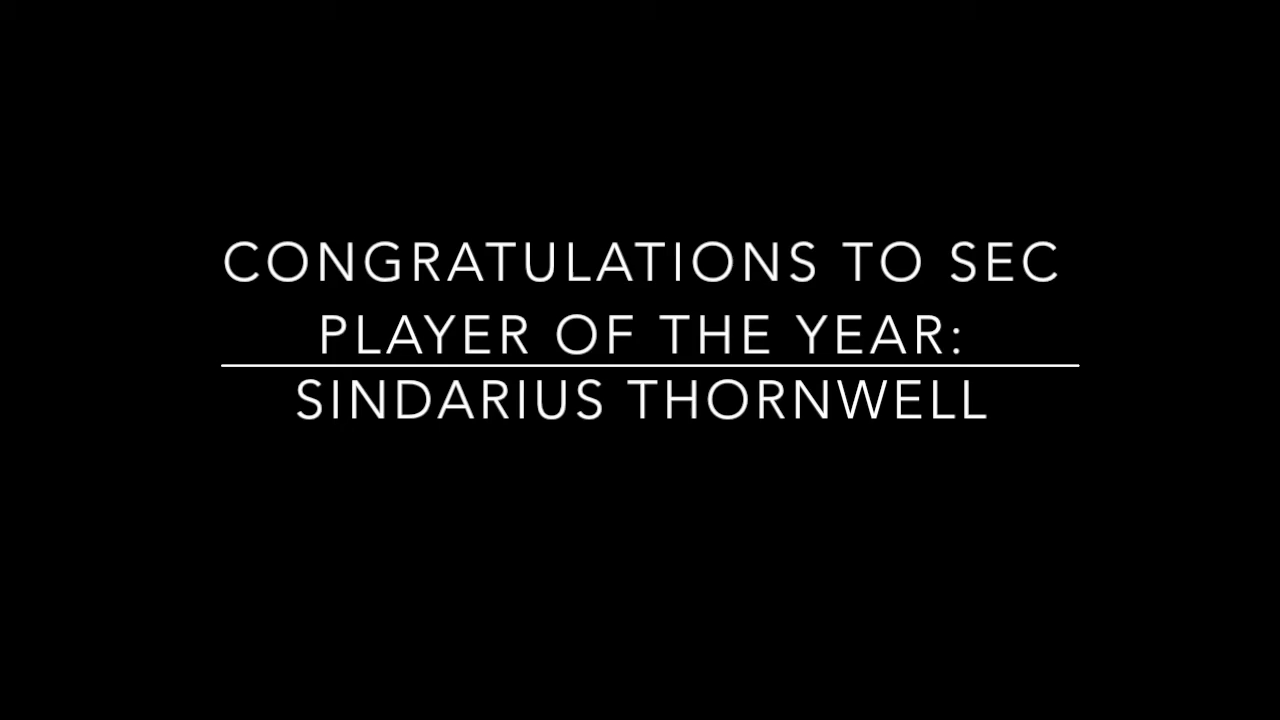 CONGRATULATIONS TO SEC
PLAYER OF THE YEAR:
SINDARIUS THORNWELL